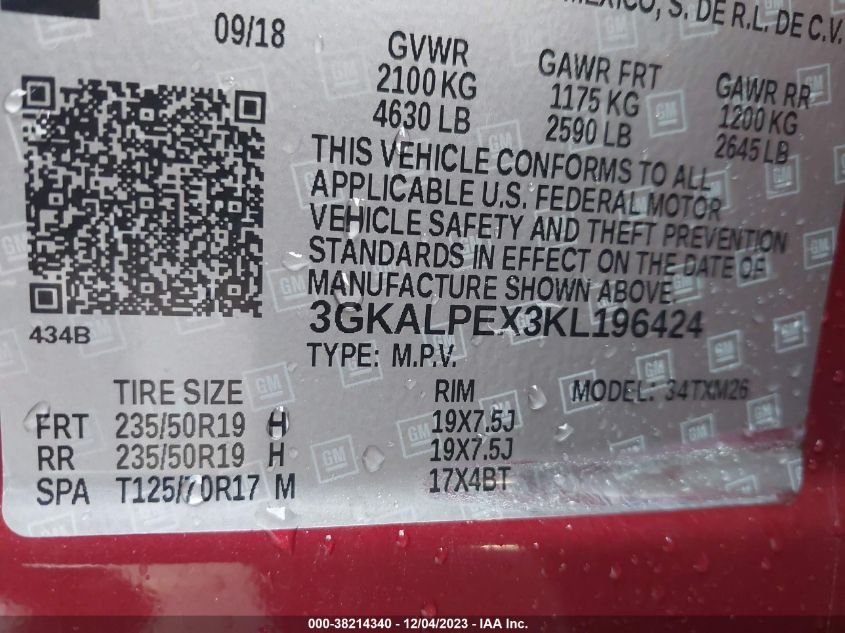 MEXICO, S. DE R.L. DE C.V.
09/18
GVWR
2100 KG
4630 LB
GAWR FRT
1175 KG
2590 LB
GAWR RR
1200 KG
2645 LB
THIS VEHICLE CONFORMS TO ALL
APPLICABLE U.S. FEDERAL MOTOR
VEHICLE SAFETY AND THEFT PREVENTION
STANDARDS IN EFFECT ON THE DATE OF
MANUFACTURE SHOWN ABOVE.
3GKALPEX3KL196424
434B
TYPE: M.P.V.
TIRE SIZE RIM MODEL: 34TXM26
FRT 235/50R19 H 19X7.5J
RR 235/50R19 H 19X7.5J
SPA T125/70R17 M 17X4BT
GM
000-38214340 - 12/04/2023 - IAA Inc.